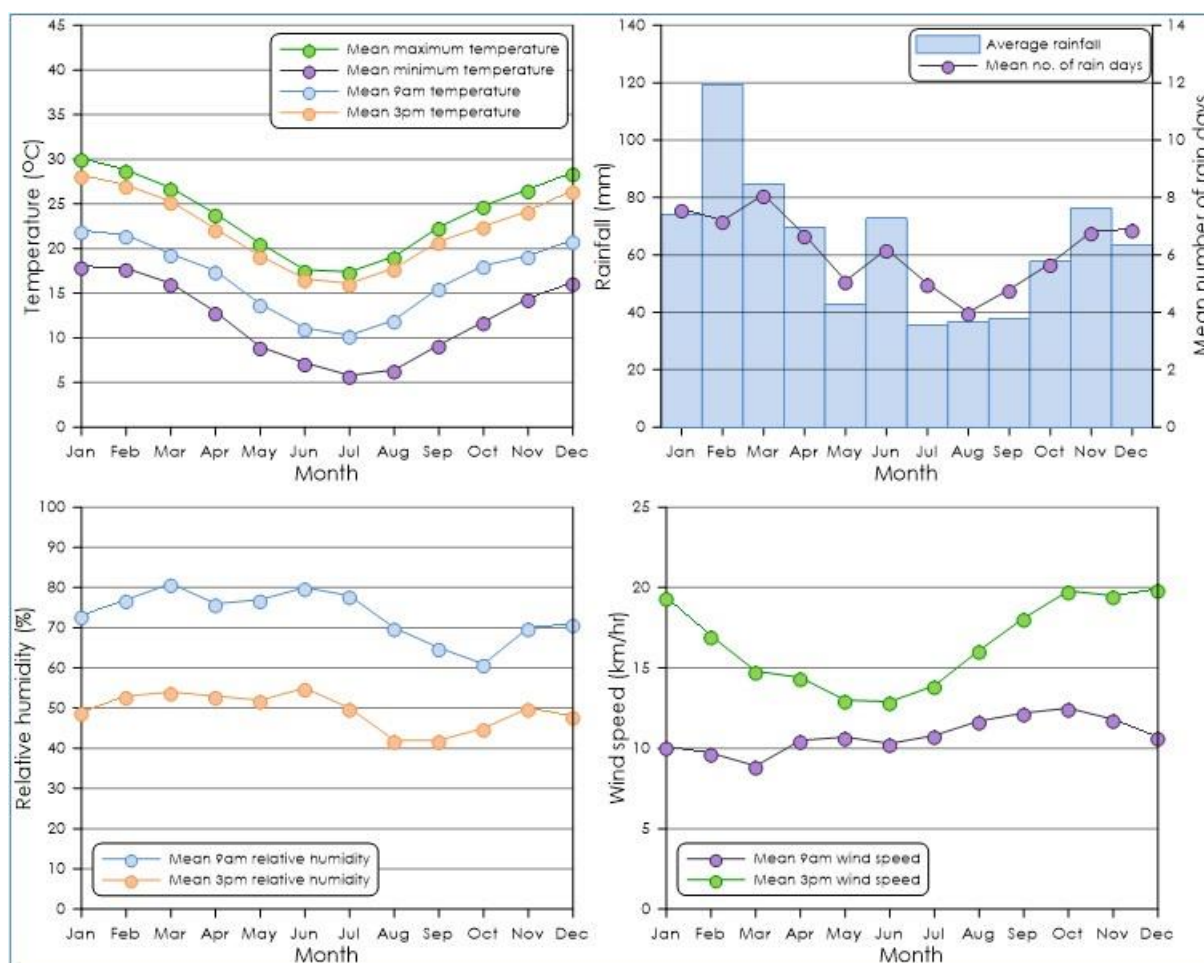 45
40
35
30
25
20
15
10
5
0
Temperature (°C)
Mean maximum temperature
Mean minimum temperature
Mean 9am temperature
Mean 3pm temperature
Jan Feb Mar Apr May Jun Jul Aug Sep Oct Nov Dec
Month
140
120
100
80
60
40
20
0
Rainfall (mm)
Average rainfall
Mean no. of rain days
14
12
10
8
6
4
2
0
Mean number of rain days
Jan Feb Mar Apr May Jun Jul Aug Sep Oct Nov Dec
Month
100
90
80
70
60
50
40
30
20
10
0
Relative humidity (%)
Mean 9am relative humidity
Mean 3pm relative humidity
Jan Feb Mar Apr May Jun Jul Aug Sep Oct Nov Dec
Month
25
20
15
10
5
0
Wind speed (km/hr)
Mean 9am wind speed
Mean 3pm wind speed
Jan Feb Mar Apr May Jun Jul Aug Sep Oct Nov Dec
Month